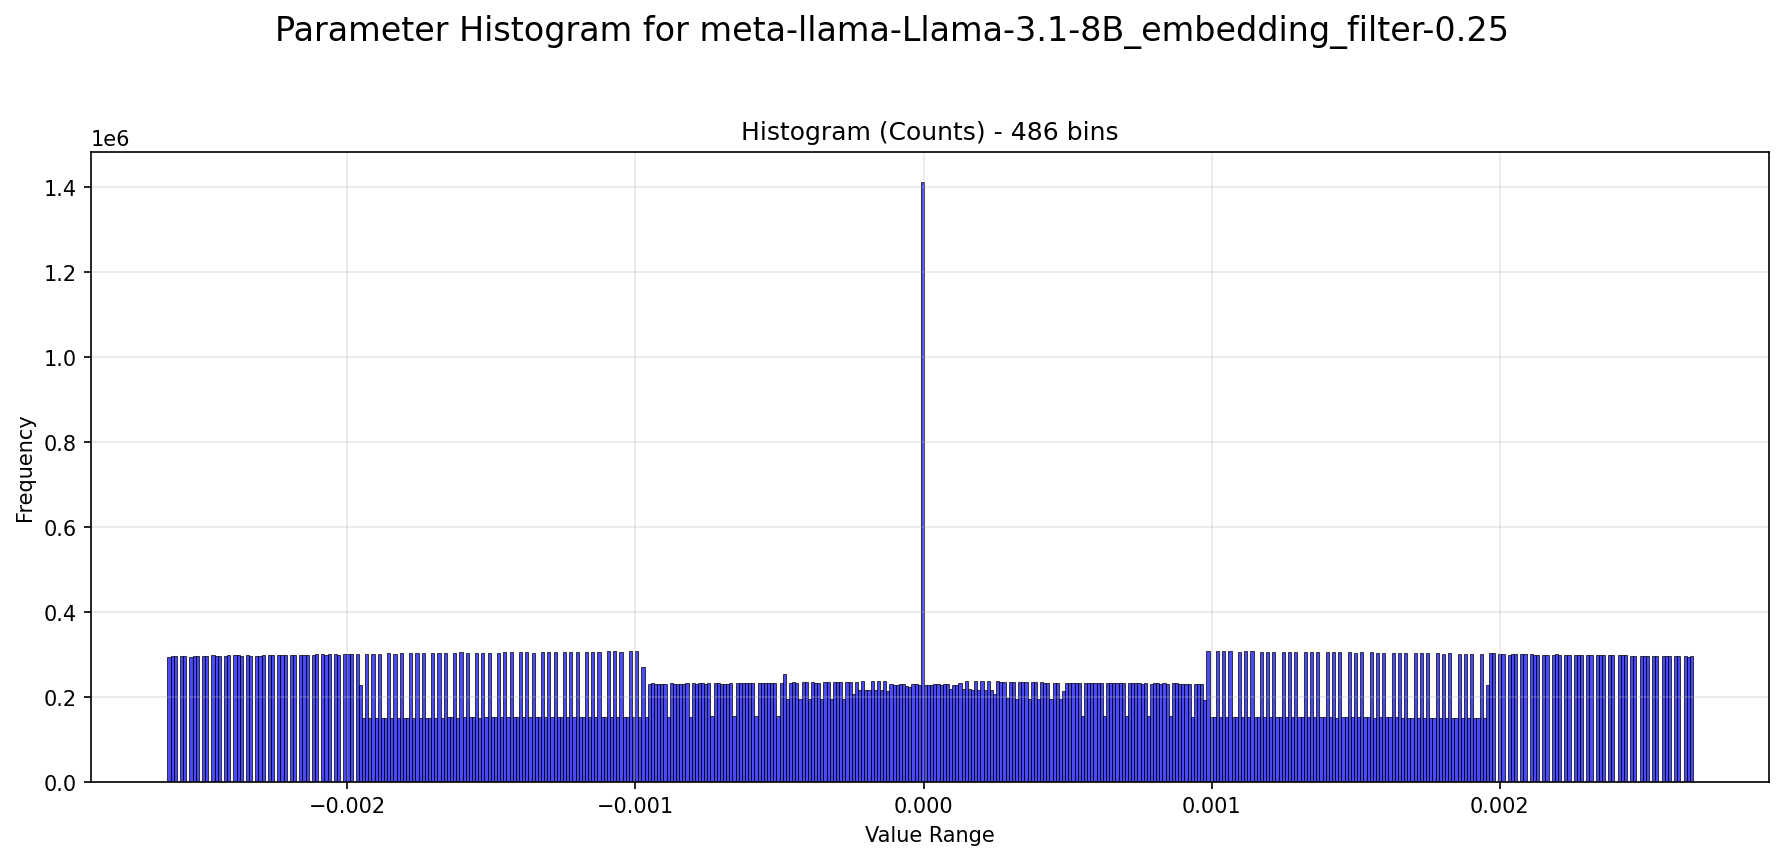 Parameter Histogram for meta-llama-Llama-3.1-8B_embedding_filter-0.25
Histogram (Counts) - 486 bins
1e6
1.4
1.2
1.0
0.8
0.6
0.4
0.2
0.0
Frequency
−0.002 −0.001 0.000 0.001 0.002
Value Range